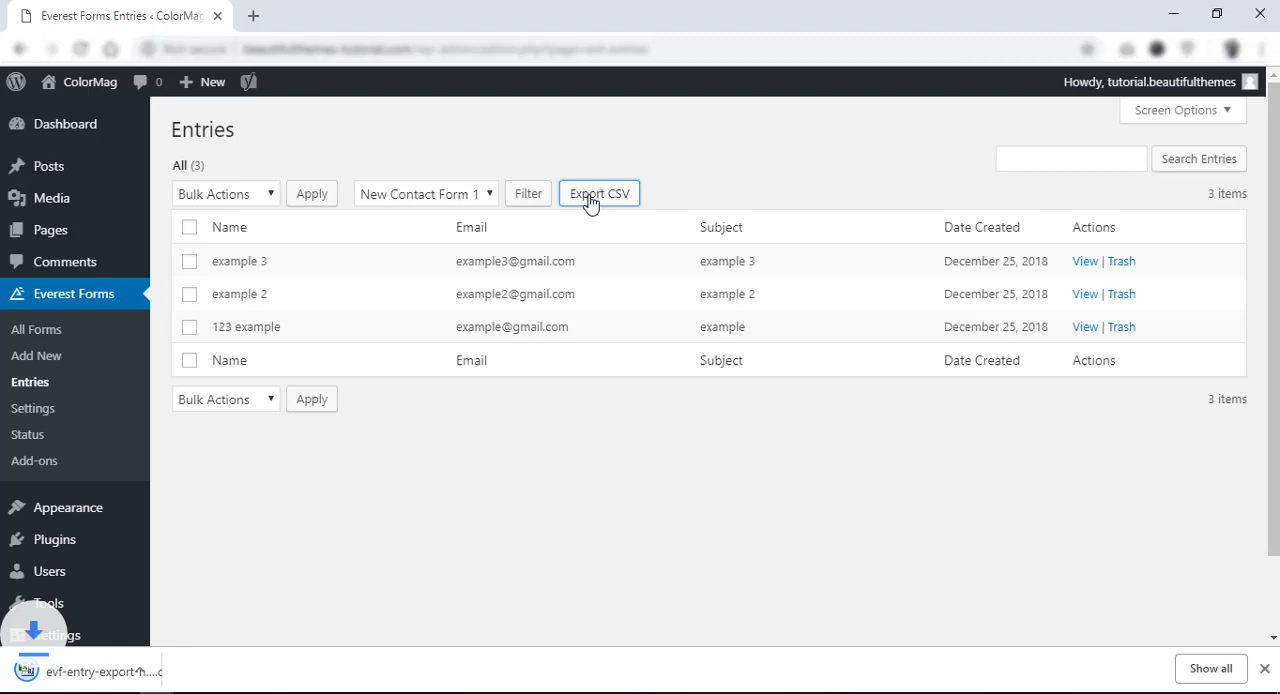 Everest Forms Entries ‹ ColorMag
ColorMag 0 New
Howdy, tutorial.beautifulthemes
Screen Options ▼
Dashboard
Posts
Media
Pages
Comments
Everest Forms
All Forms
Add New
Entries
Settings
Status
Add-ons
Appearance
Plugins
Users
Tools
Settings
Entries
All (3)
Search Entries
Bulk Actions ▼ Apply New Contact Form 1 ▼ Filter Export CSV 3 items
Name Email Subject Date Created Actions
example 3 example3@gmail.com example 3 December 25, 2018 View | Trash
example 2 example2@gmail.com example 2 December 25, 2018 View | Trash
123 example example@gmail.com example December 25, 2018 View | Trash
Name Email Subject Date Created Actions
Bulk Actions ▼ Apply 3 items
evf-entry-export-h....c
Show all